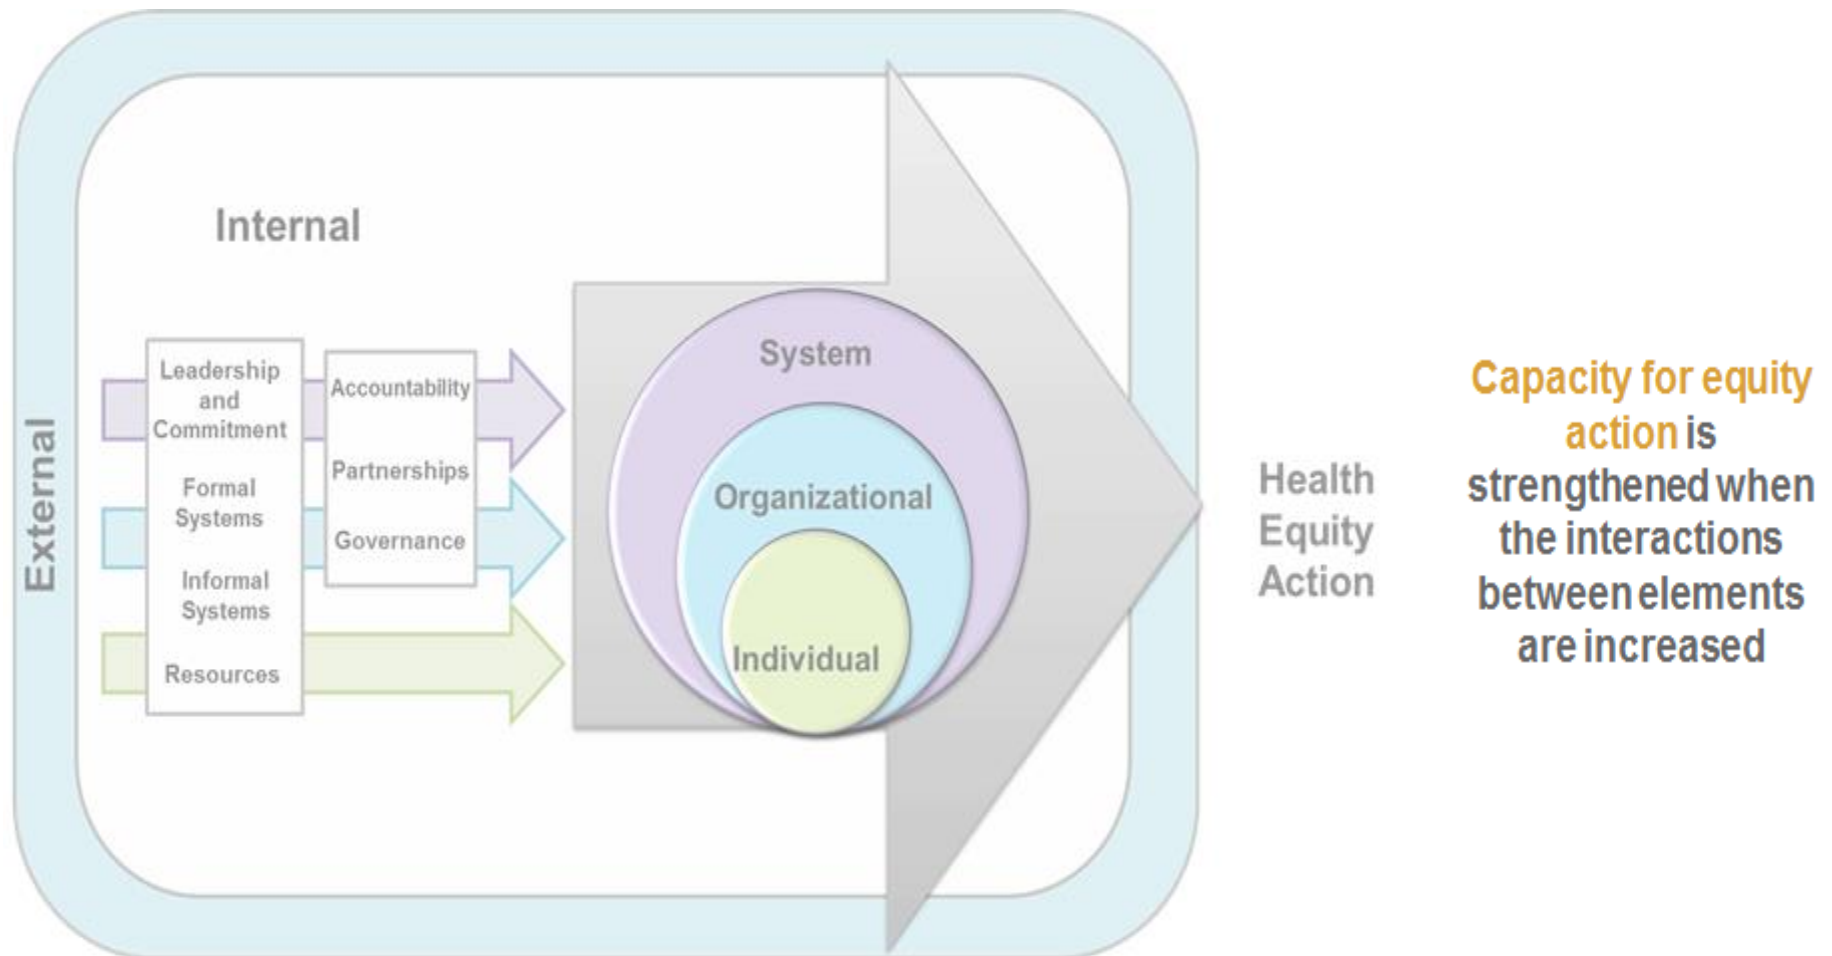 External
Internal
Leadership
and
Commitment
Formal
Systems
Informal
Systems
Resources
Accountability
Partnerships
Governance
System
Organizational
Individual
Health
Equity
Action
Capacity for equity
action is
strengthened when
the interactions
between elements
are increased